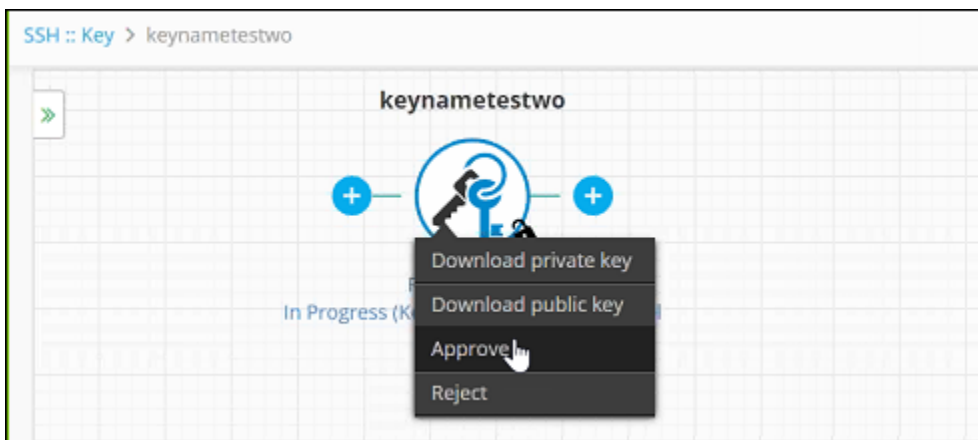 SSH :: Key > keynametestwo
keynametestwo
Download private key
In Progress
Download public key
Approve
Reject